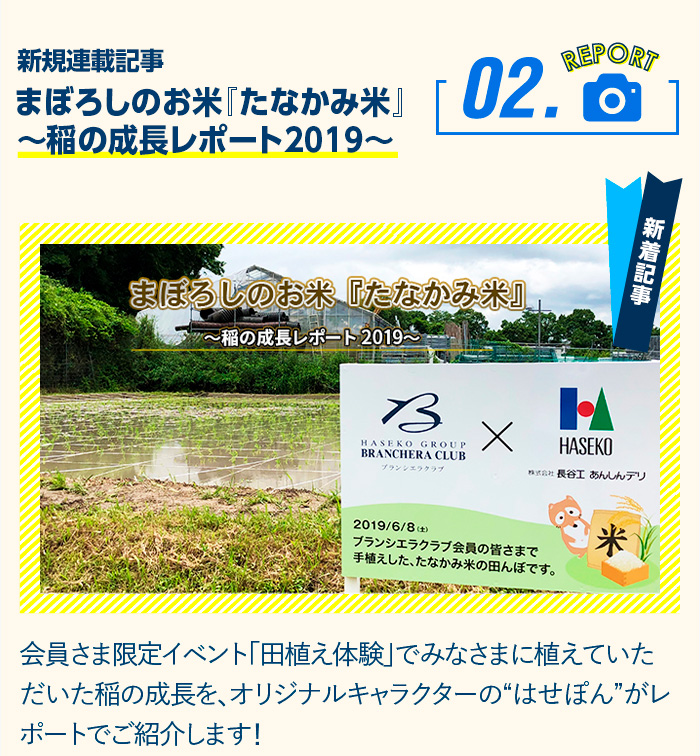 新規連載記事
まぼろしのお米『たなかみ米』
～稲の成長レポート2019～
02.
REPORT
新着記事
まぼろしのお米『たなかみ米』
～稲の成長レポート 2019～
B
HASEKO GROUP
BRANCHERA CLUB
ブランシエラクラブ
×
HASEKO
株式会社 長谷工 あんしんデリ
2019/6/8(土)
ブランシエラクラブ会員の皆さまで
手植えした、たなかみ米の田んぼです。
米
会員さま限定イベント「田植え体験」でみなさまに植えていた
だいた稲の成長を、オリジナルキャラクターの“はせぽん”がレ
ポートでご紹介します！